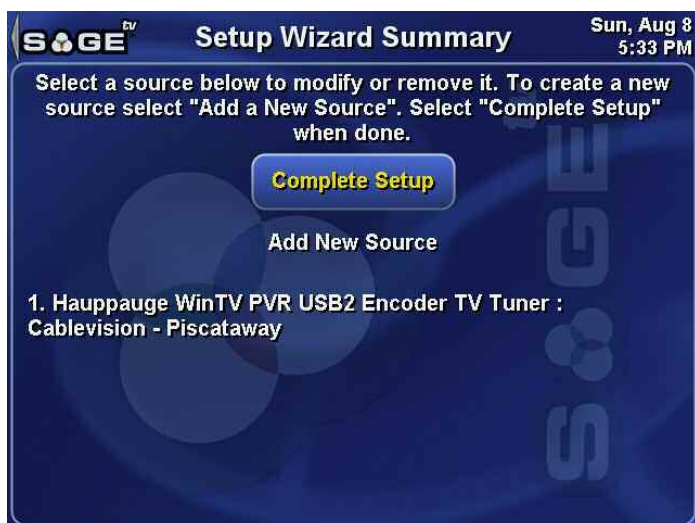 SAGE tv
Setup Wizard Summary
Sun, Aug 8
5:33 PM
Select a source below to modify or remove it. To create a new
source select "Add a New Source". Select "Complete Setup"
when done.
Complete Setup
Add New Source
1. Hauppauge WinTV PVR USB2 Encoder TV Tuner :
Cablevision - Piscataway
SAGE tv